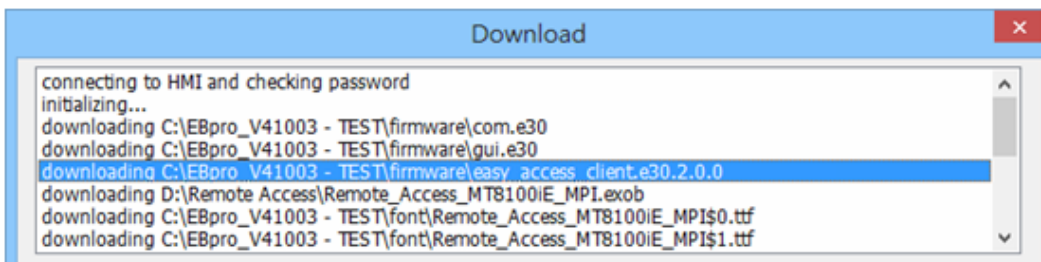 Download
connecting to HMI and checking password
initializing...
downloading C:\EBpro_V41003 - TEST\firmware\com.e30
downloading C:\EBpro_V41003 - TEST\firmware\gui.e30
downloading C:\EBpro_V41003 - TEST\firmware\easy_access_client.e30.2.0.0
downloading D:\Remote Access\Remote_Access_MT8100iE_MPI.exob
downloading C:\EBpro_V41003 - TEST\font\Remote_Access_MT8100iE_MPI$0.ttf
downloading C:\EBpro_V41003 - TEST\font\Remote_Access_MT8100iE_MPI$1.ttf